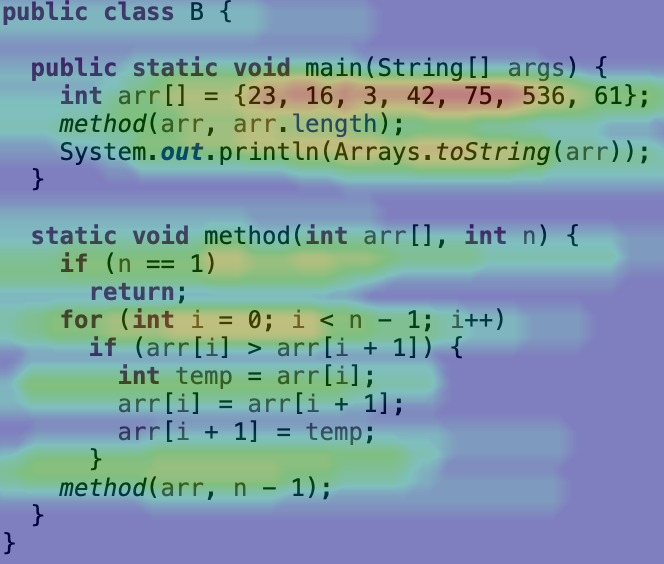 public class B {
public static void main(String[] args) {
int arr[] = {23, 16, 3, 42, 75, 536, 61};
method(arr, arr.length);
System.out.println(Arrays.toString(arr));
}
static void method(int arr[], int n) {
if (n == 1)
return;
for (int i = 0; i < n - 1; i++)
if (arr[i] > arr[i + 1]) {
int temp = arr[i];
arr[i] = arr[i + 1];
arr[i + 1] = temp;
}
method(arr, n - 1);
}
}